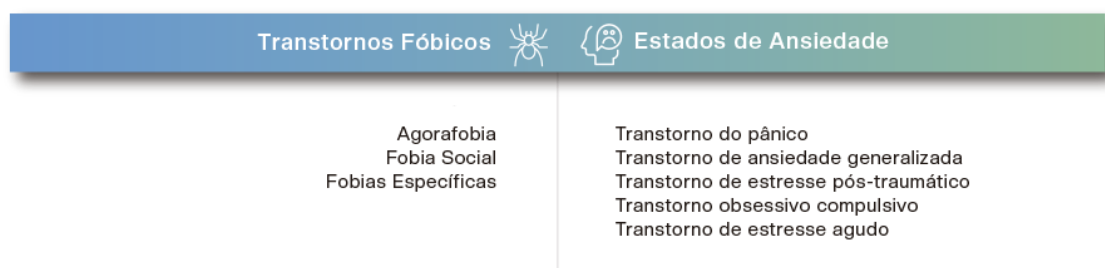 Transtornos Fóbicos
Estados de Ansiedade
Agorafobia
Fobia Social
Fobias Específicas
Transtorno do pânico
Transtorno de ansiedade generalizada
Transtorno de estresse pós-traumático
Transtorno obsessivo compulsivo
Transtorno de estresse agudo